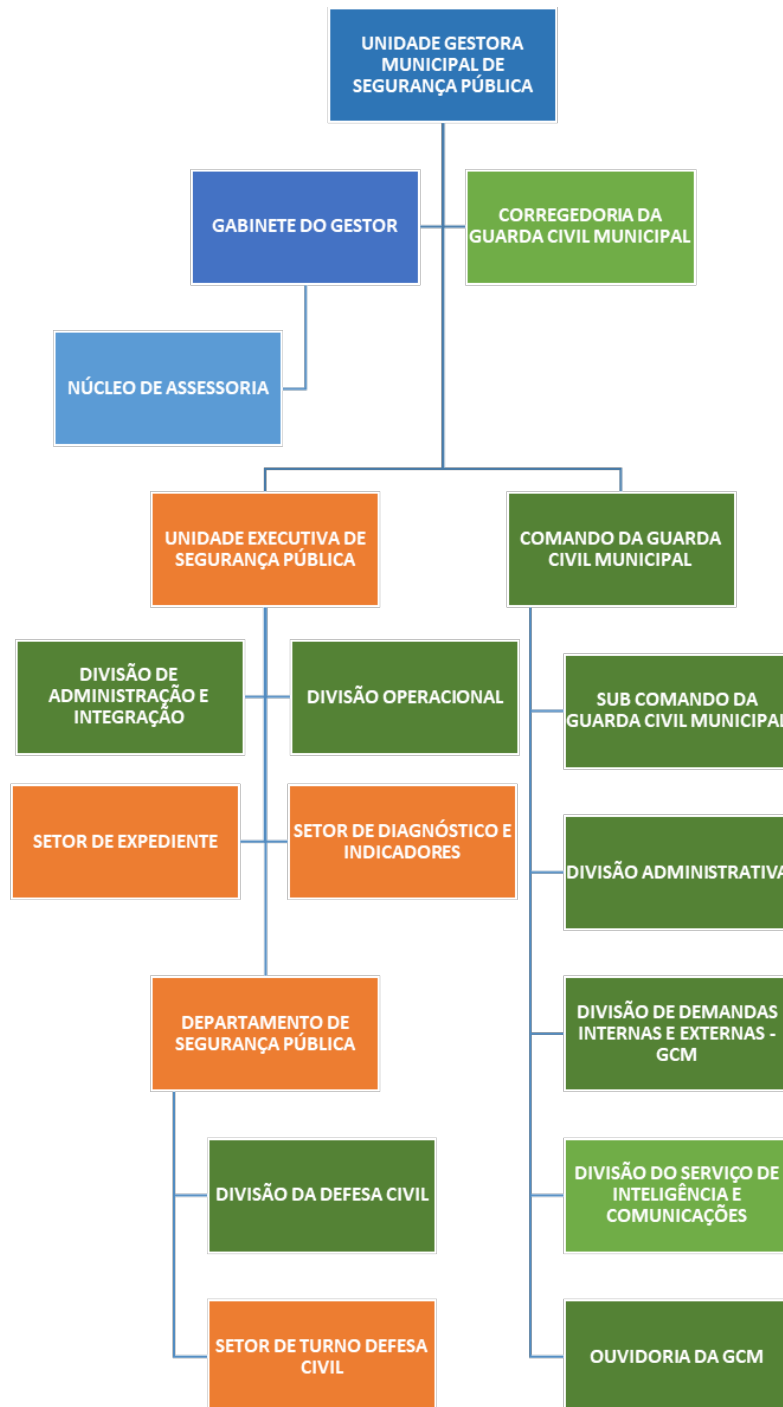 UNIDADE GESTORA
MUNICIPAL DE
SEGURANÇA PÚBLICA
GABINETE DO GESTOR
CORREGEDORIA DA
GUARDA CIVIL MUNICIPAL
NÚCLEO DE ASSESSORIA
UNIDADE EXECUTIVA DE
SEGURANÇA PÚBLICA
COMANDO DA GUARDA
CIVIL MUNICIPAL
DIVISÃO DE
ADMINISTRAÇÃO E
INTEGRAÇÃO
DIVISÃO OPERACIONAL
SUB COMANDO DA
GUARDA CIVIL MUNICIPAL
SETOR DE EXPEDIENTE
SETOR DE DIAGNÓSTICO E
INDICADORES
DIVISÃO ADMINISTRATIVA
DEPARTAMENTO DE
SEGURANÇA PÚBLICA
DIVISÃO DE DEMANDAS
INTERNAS E EXTERNAS -
GCM
DIVISÃO DA DEFESA CIVIL
DIVISÃO DO SERVIÇO DE
INTELIGÊNCIA E
COMUNICAÇÕES
SETOR DE TURNO DEFESA
CIVIL
OUVIDORIA DA GCM